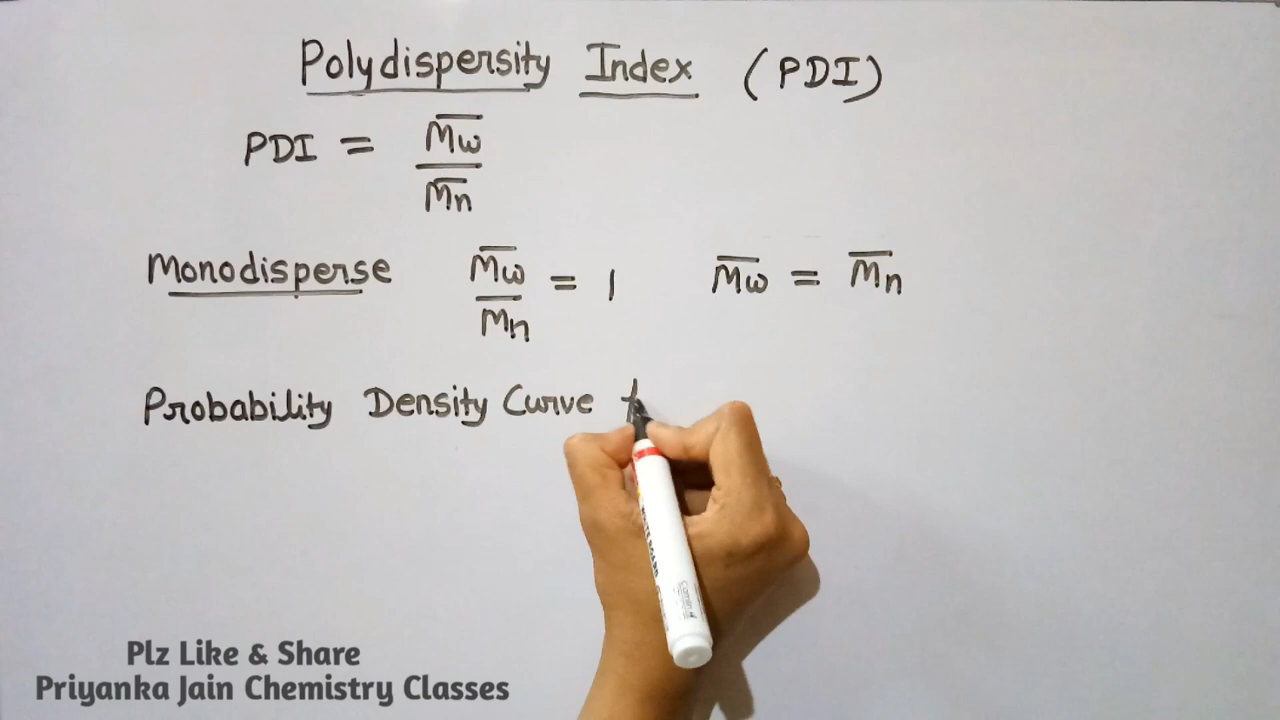 Polydispersity Index (PDI)
PDI = M̅w / M̅n
Monodisperse M̅w / M̅n = 1 M̅w = M̅n
Probability Density Curve
Plz Like & Share
Priyanka Jain Chemistry Classes